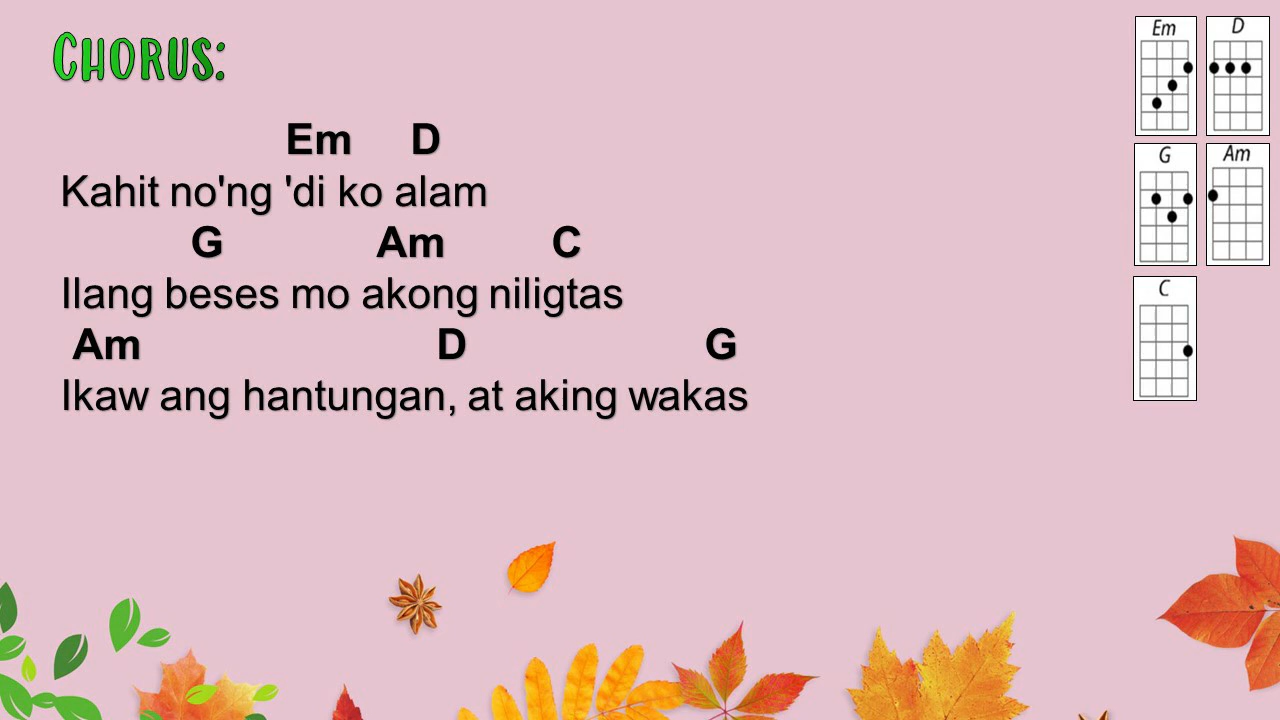 CHORUS:
Em D
Kahit no'ng 'di ko alam
G Am C
Ilang beses mo akong niligtas
Am D G
Ikaw ang hantungan, at aking wakas
Em D
G Am
C